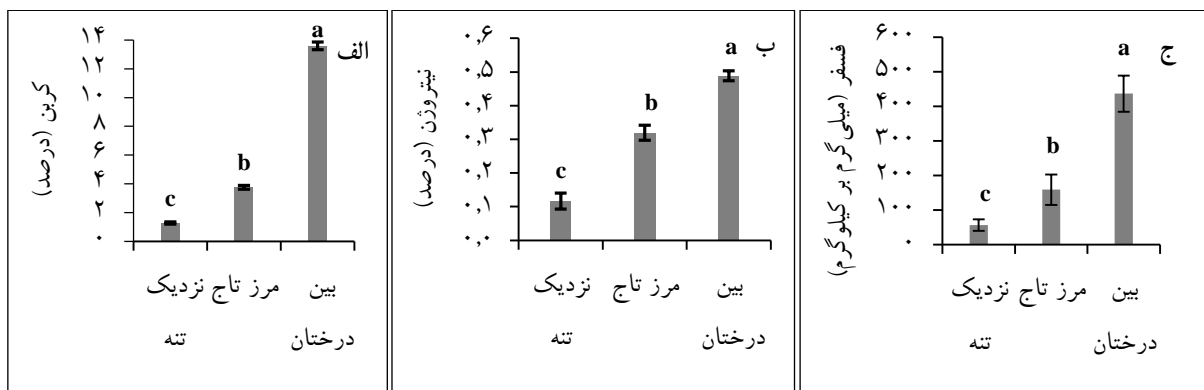 الف
کربن (درصد)
۱۴
۱۲
۱۰
۸
۶
۴
۲
۰
c
b
a
نزدیک تنه
مرز تاج
بین درختان
ب
نیتروژن (درصد)
۰,۶
۰,۵
۰,۴
۰,۳
۰,۲
۰,۱
۰,۰
c
b
a
نزدیک تنه
مرز تاج
بین درختان
ج
فسفر (میلی‌گرم بر کیلوگرم)
۶۰۰
۵۰۰
۴۰۰
۳۰۰
۲۰۰
۱۰۰
۰
c
b
a
نزدیک تنه
مرز تاج
بین درختان